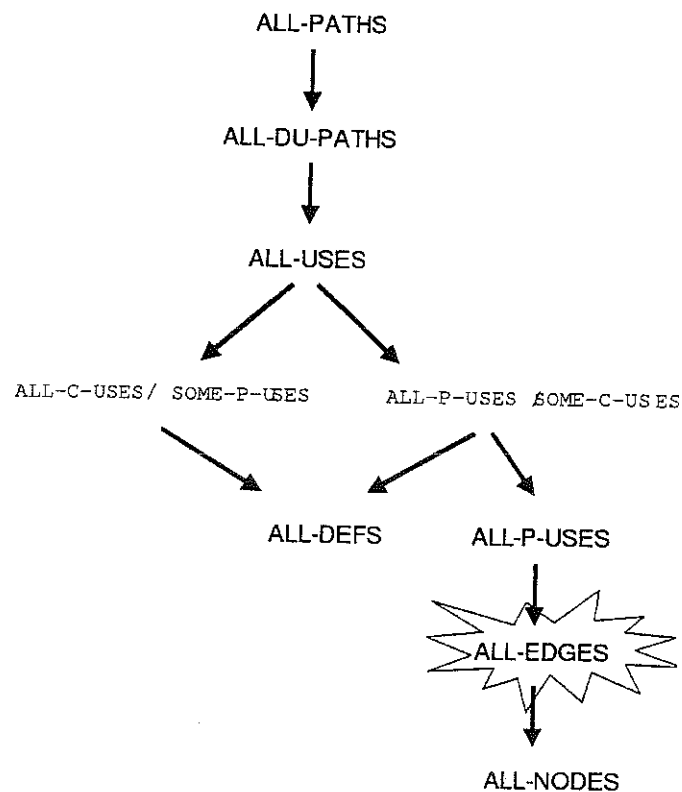 ALL-PATHS
ALL-DU-PATHS
ALL-USES
ALL-C-USES/ SOME-P-USES
ALL-P-USES /SOME-C-USES
ALL-DEFS
ALL-P-USES
ALL-EDGES
ALL-NODES